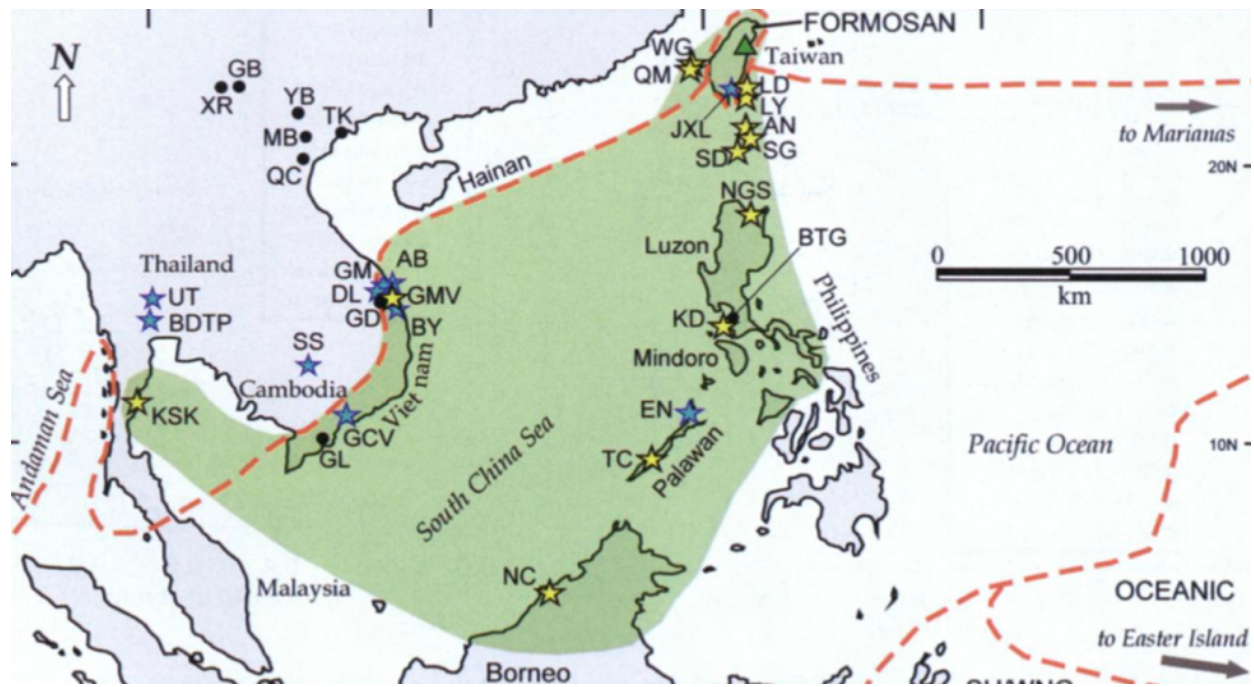 FORMOSAN
N
WG
Taiwan
GB
QM
LD
XR
LY
YB
TK
JXL
AN
to Marianas
MB
SG
SD
20N
QC
Hainan
NGS
BTG
Luzon
0 500 1000
km
Thailand
AB
GM
UT
DL
GMV
BDTP
GD
BY
KD
Philippines
SS
Mindoro
Cambodia
Viet nam
Andaman Sea
KSK
EN
GCV
GL
Pacific Ocean
10N
TC
Palawan
South China Sea
NC
Malaysia
OCEANIC
to Easter Island
Borneo